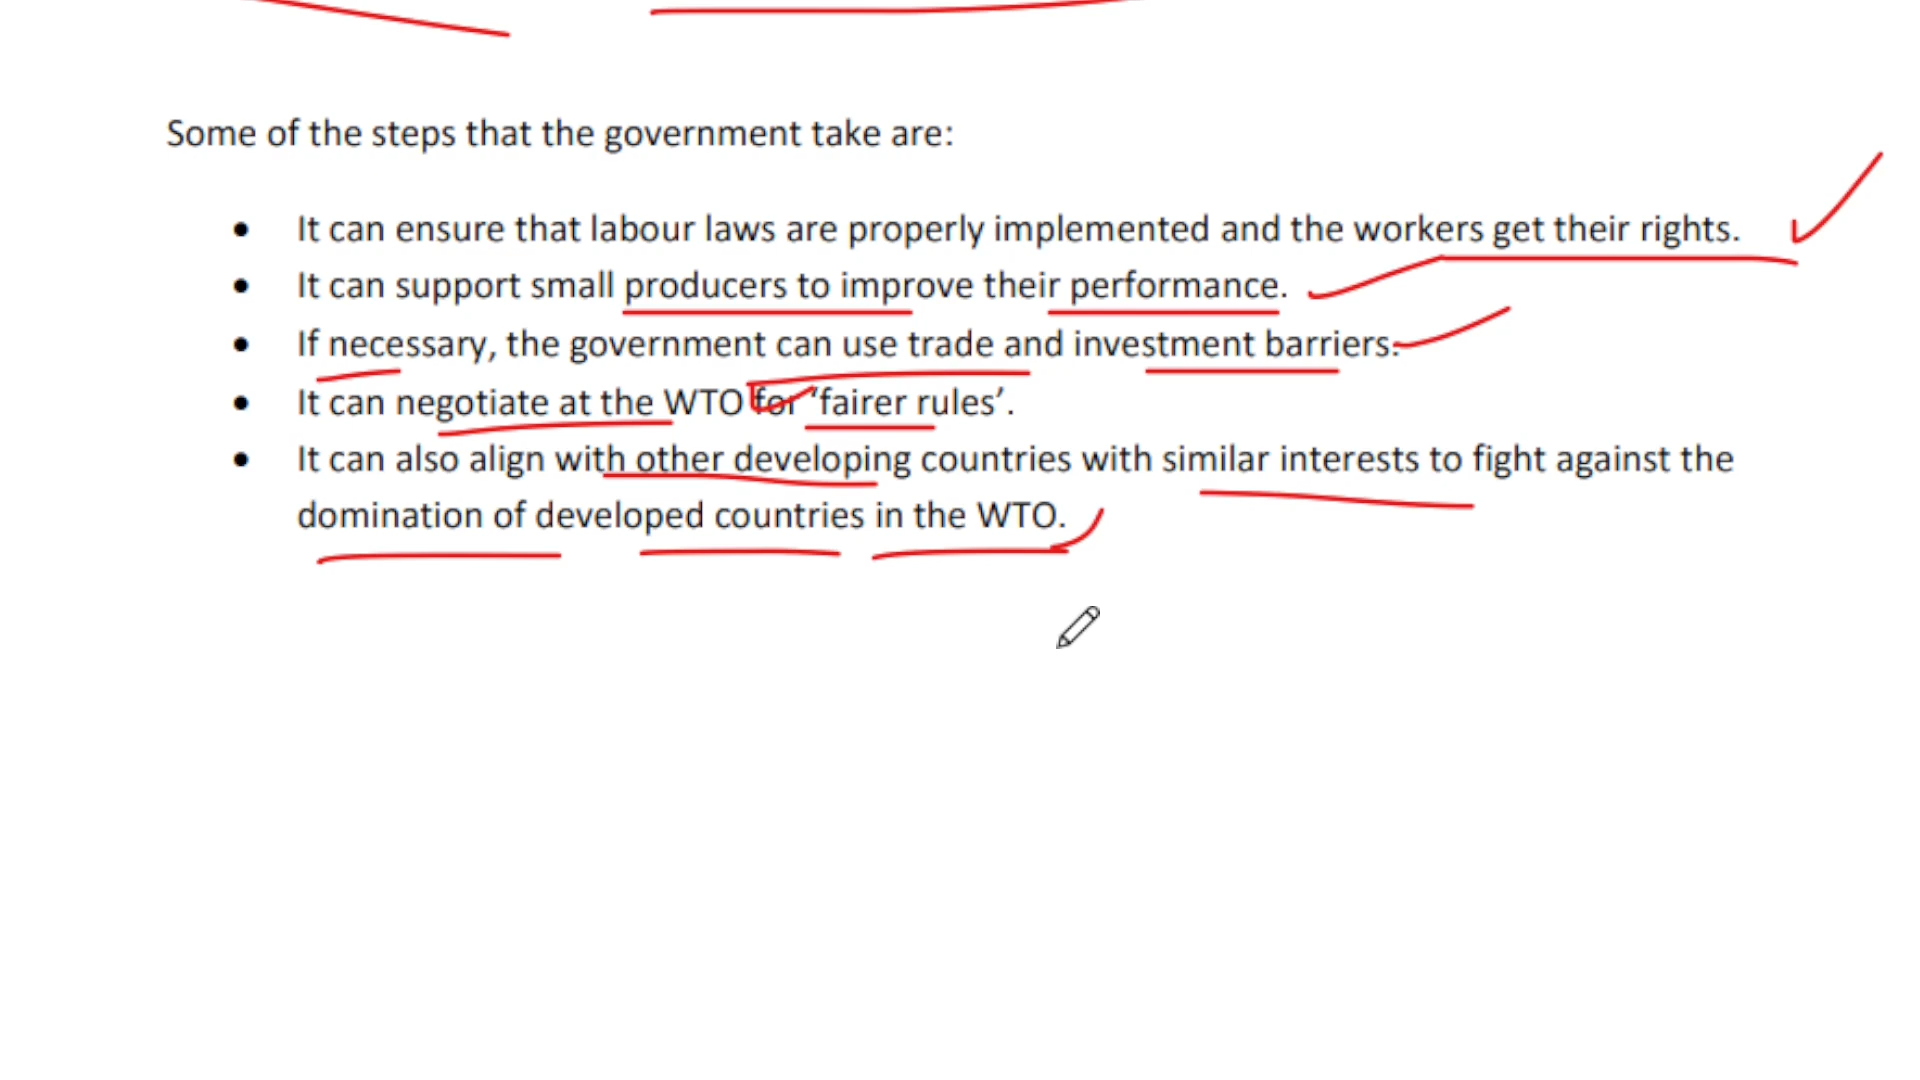 Some of the steps that the government take are:
• It can ensure that labour laws are properly implemented and the workers get their rights.
• It can support small producers to improve their performance.
• If necessary, the government can use trade and investment barriers.
• It can negotiate at the WTO for ‘fairer rules’.
• It can also align with other developing countries with similar interests to fight against the
domination of developed countries in the WTO.